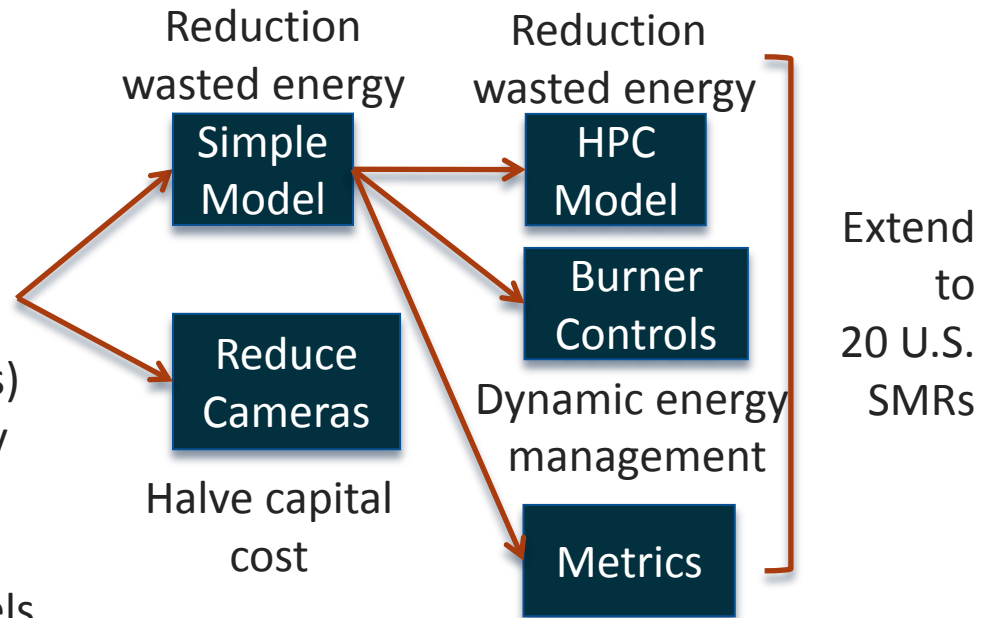 Reduction
wasted energy
Simple
Model
Reduce
Cameras
Halve capital
cost
Reduction
wasted energy
HPC
Model
Burner
Controls
Dynamic energy
management
Metrics
Extend
to
20 U.S.
SMRs